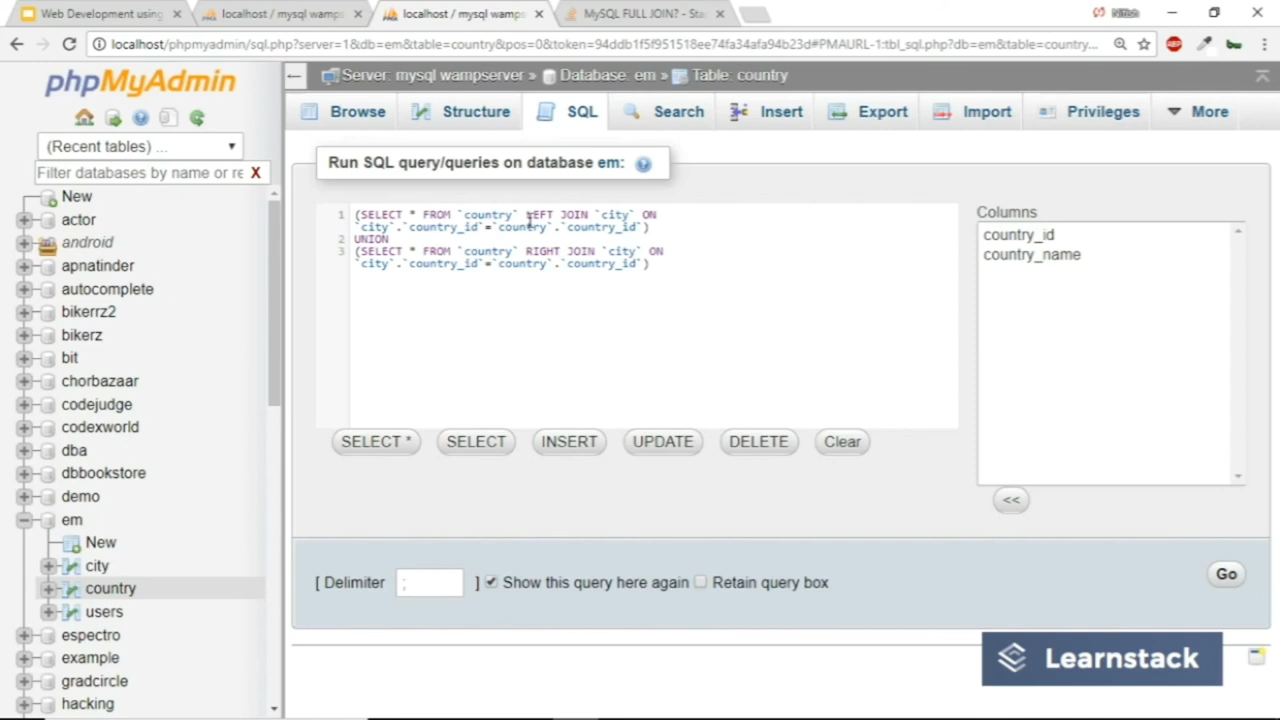 Web Development using
localhost / mysql wamps
localhost / mysql wamps
MySQL FULL JOIN? - Sta
Nitish
localhost/phpmyadmin/sql.php?server=1&db=em&table=country&pos=0&token=94ddb1f5f951518ee74fa34afa94b23d#PMAURL-1:tbl_sql.php?db=em&table=country...
ABP
phpMyAdmin
Server: mysql wampserver » Database: em » Table: country
Browse Structure SQL Search Insert Export Import Privileges More
(Recent tables) ...
Filter databases by name or re X
New
actor
android
apnatinder
autocomplete
bikerrz2
bikerz
bit
chorbazaar
codejudge
codexworld
dba
dbbookstore
demo
em
New
city
country
users
espectro
example
gradcircle
hacking
Run SQL query/queries on database em:
1 (SELECT * FROM `country` LEFT JOIN `city` ON
`city`.`country_id`=`country`.`country_id`)
2 UNION
3 (SELECT * FROM `country` RIGHT JOIN `city` ON
`city`.`country_id`=`country`.`country_id`)
Columns
country_id
country_name
SELECT * SELECT INSERT UPDATE DELETE Clear
<<
[ Delimiter ; ] Show this query here again Retain query box
Go
Learnstack